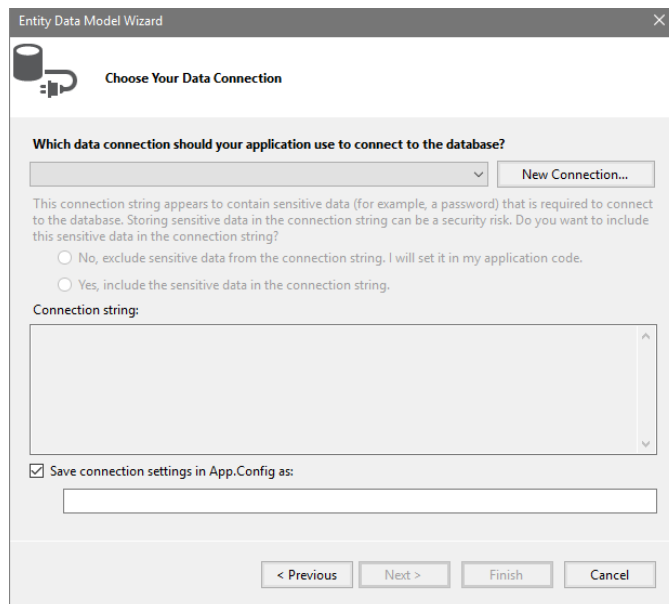 Entity Data Model Wizard
Choose Your Data Connection
Which data connection should your application use to connect to the database?
New Connection...
This connection string appears to contain sensitive data (for example, a password) that is required to connect
to the database. Storing sensitive data in the connection string can be a security risk. Do you want to include
this sensitive data in the connection string?
No, exclude sensitive data from the connection string. I will set it in my application code.
Yes, include the sensitive data in the connection string.
Connection string:
Save connection settings in App.Config as:
< Previous
Next >
Finish
Cancel